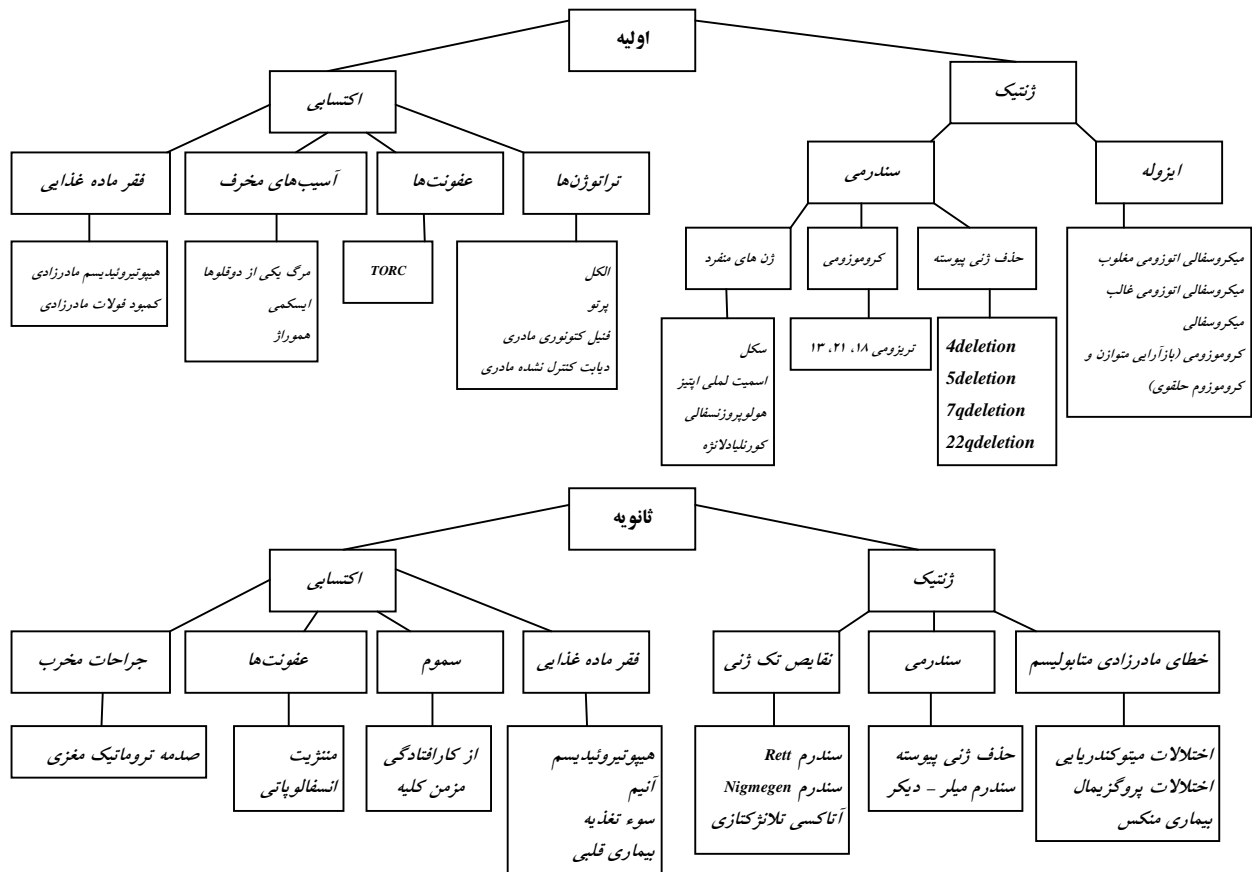 اولیه
ژنتیک
اکتسابی
ایزوله
سندرمی
تراتوژن‌ها
عفونت‌ها
آسیب‌های مخرف
فقر ماده غذایی
میکروسفالی اتوزومی مغلوب
میکروسفالی اتوزومی غالب
میکروسفالی
کروموزومی (بازآرایی متوازن و
کروموزوم حلقوی)
حذف ژنی پیوسته
کروموزومی
ژن های منفرد
4deletion
5deletion
7qdeletion
22qdeletion
تریزومی ۱۸، ۲۱، ۱۳
سکل
اسمیت لملی اپتیز
هولوپروزنسفالی
کورنلیادلانژه
الکل
پرتو
فنیل کتونوری مادری
دیابت کنترل نشده مادری
TORC
مرگ یکی از دوقلوها
ایسکمی
هموراژ
هیپوتیروئیدیسم مادرزادی
کمبود فولات مادرزادی
ثانویه
ژنتیک
اکتسابی
خطای مادرزادی متابولیسم
سندرمی
نقایص تک ژنی
فقر ماده غذایی
سموم
عفونت‌ها
جراحات مخرب
اختلالات میتوکندریایی
اختلالات پروگزیمال
بیماری منکس
حذف ژنی پیوسته
سندرم میلر – دیکر
سندرم Rett
سندرم Nigmegen
آتاکسی تلانژکتازی
هیپوتیروئیدیسم
آنیم
سوء تغذیه
بیماری قلبی
از کارافتادگی
مزمن کلیه
مننژیت
انسفالوپاتی
صدمه تروماتیک مغزی